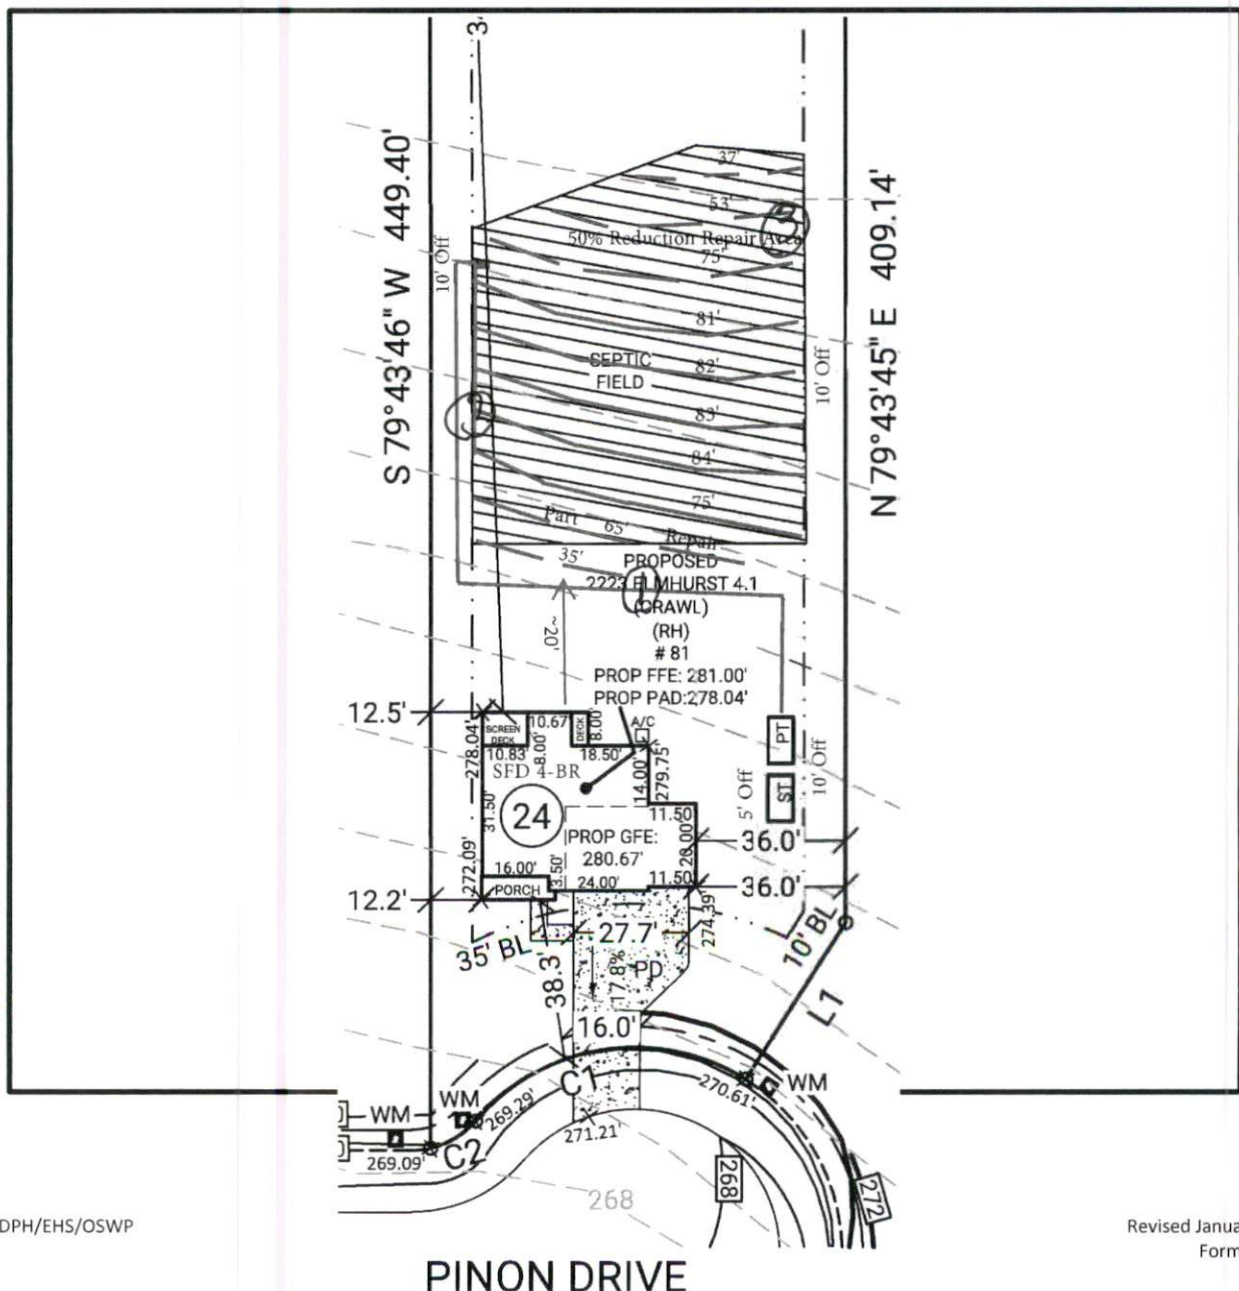 3'
S 79°43'46" W 449.40'
N 79°43'45" E 409.14'
10' Off
37'
53'
3
50% Reduction Repair Area
75'
81'
SEPTIC
FIELD
82'
10' Off
83'
2
84'
75'
Part 65' Repair
35'
PROPOSED
2223 ELMHURST 4.1
1
(CRAWL)
(RH)
# 81
PROP FFE: 281.00'
PROP PAD:278.04'
~20'
12.5'
278.04'
SCREEN
DECK
10.67'
DECK
8.00'
A/C
10.83'
8.00'
18.50'
SFD 4-BR
14.00'
279.75'
PT
ST
5' Off
10' Off
24
31.50'
11.50'
36.0'
PROP GFE:
280.67'
20.00'
272.09'
16.00'
3.50'
24.00'
11.50'
36.0'
PORCH
12.2'
274.39'
27.7'
35' BL
10' BL
38.3'
17.8%
PD
L1
16.0'
C1
270.61'
WM
WM
WM
269.29'
271.21'
C2
269.09'
268
268
272
DPH/EHS/OSWP
Revised Janua
Form
PINON DRIVE